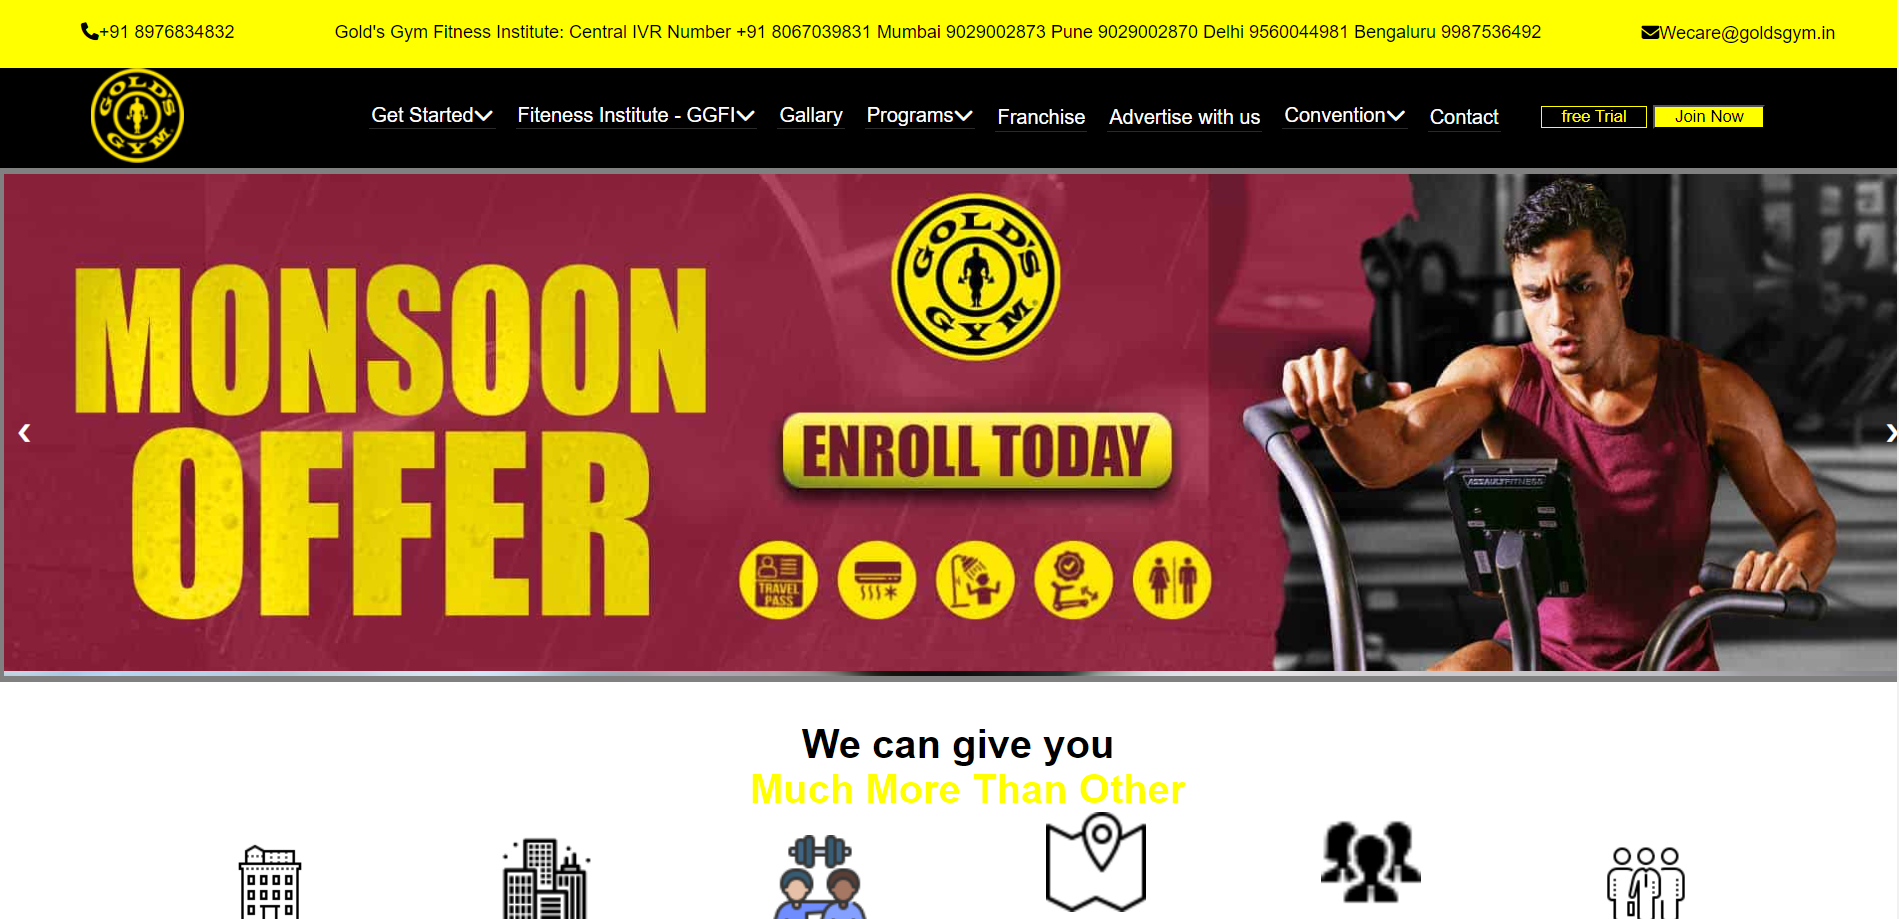 +91 8976834832
Gold's Gym Fitness Institute: Central IVR Number +91 8067039831 Mumbai 9029002873 Pune 9029002870 Delhi 9560044981 Bengaluru 9987536492
Wecare@goldsgym.in
GOLD'S GYM
Get Started
Fiteness Institute - GGFI
Gallary
Programs
Franchise
Advertise with us
Convention
Contact
free Trial
Join Now
MONSOON
OFFER
GOLD'S GYM
ENROLL TODAY
TRAVEL
PASS
ASSAULTFITNESS
We can give you
Much More Than Other